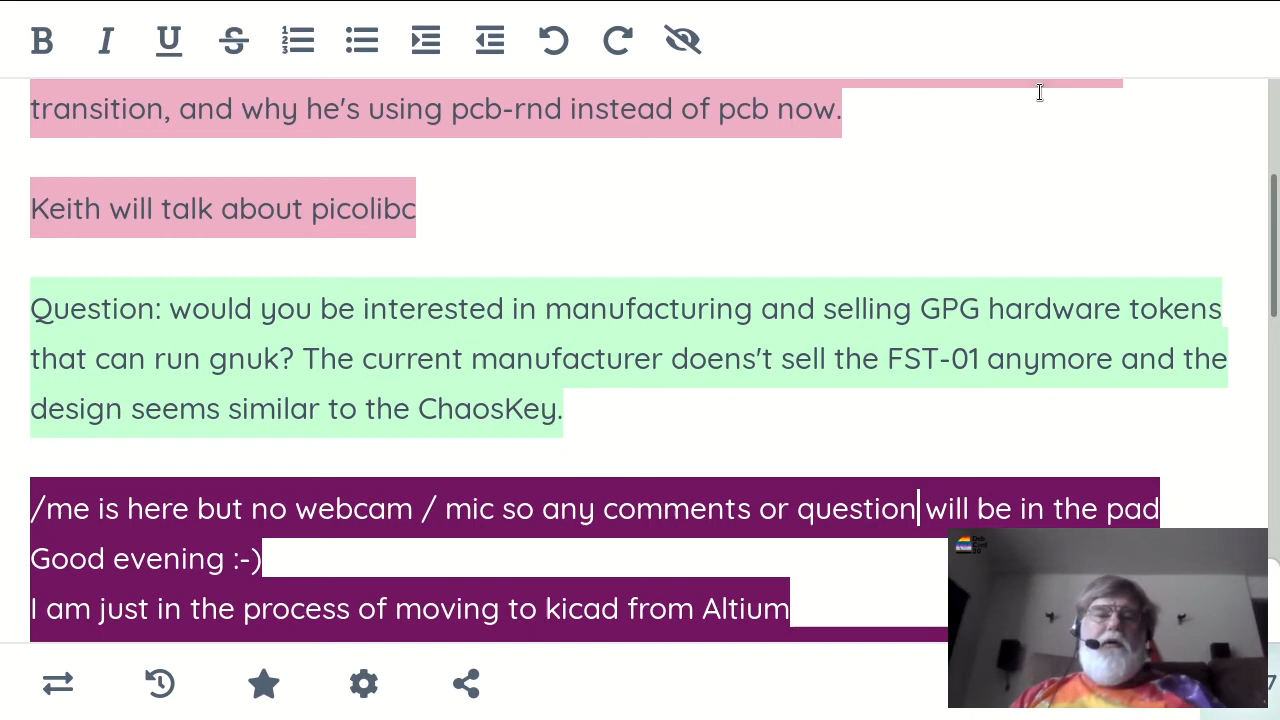 transition, and why he's using pcb-rnd instead of pcb now.
Keith will talk about picolibc
Question: would you be interested in manufacturing and selling GPG hardware tokens
that can run gnuk? The current manufacturer doens't sell the FST-01 anymore and the
design seems similar to the ChaosKey.
/me is here but no webcam / mic so any comments or question will be in the pad
Good evening :-)
I am just in the process of moving to kicad from Altium
7